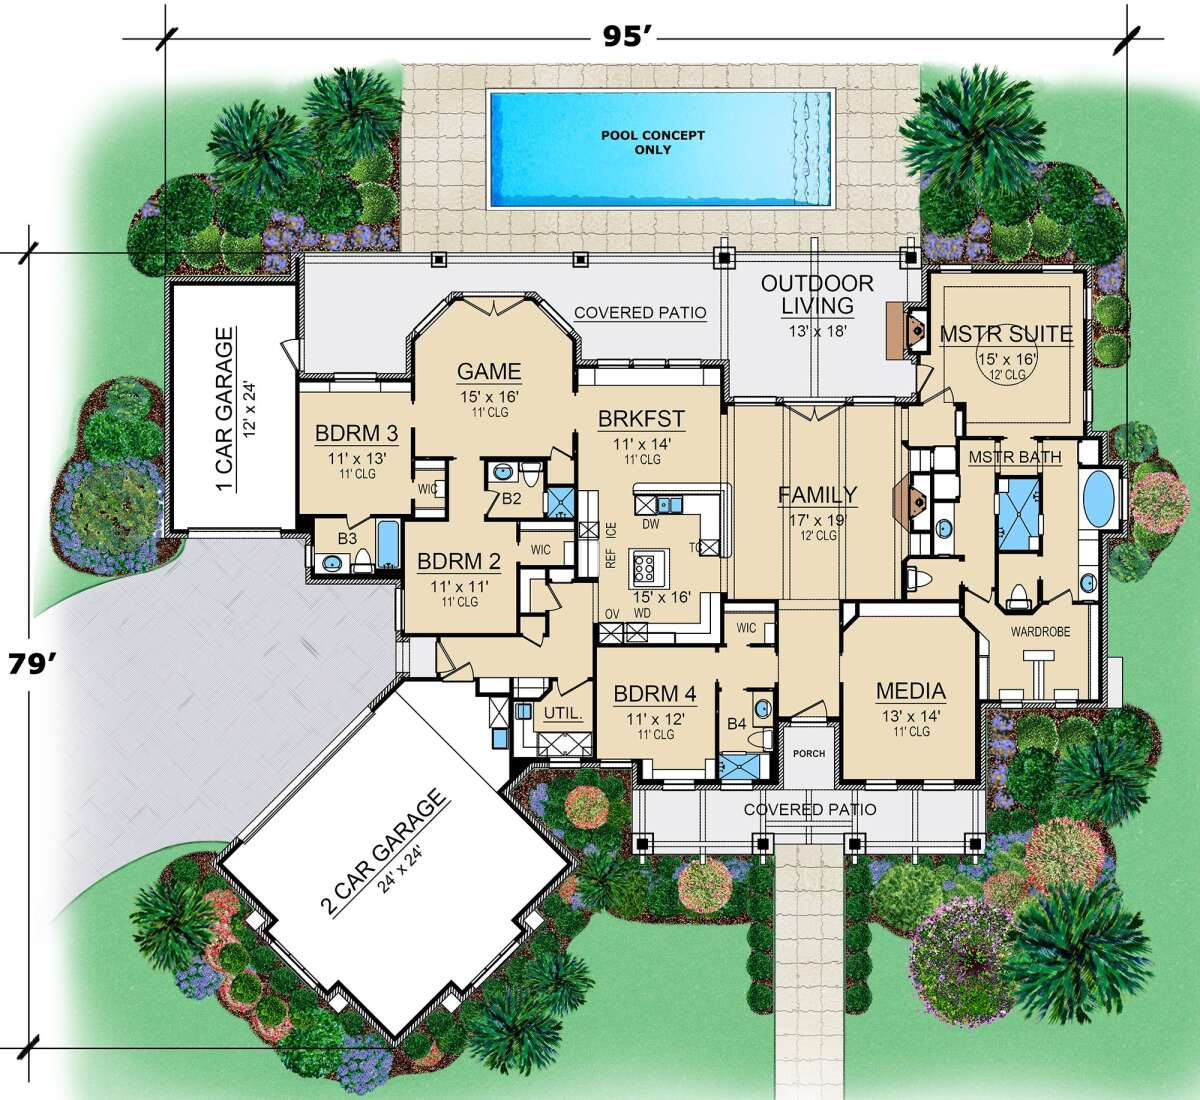 95'
POOL CONCEPT
ONLY
OUTDOOR
LIVING
13' x 18'
COVERED PATIO
MSTR SUITE
15' x 16'
12' CLG
1 CAR GARAGE
12' x 24'
GAME
15' x 16'
11' CLG
BDRM 3
11' x 13'
11' CLG
BRKFST
11' x 14'
11' CLG
MSTR BATH
WIC
B2
FAMILY
17' x 19'
12' CLG
DW
TC
REF ICE
B3
WIC
BDRM 2
11' x 11'
11' CLG
15' x 16'
OV WD
WIC
WARDROBE
79'
BDRM 4
11' x 12'
11' CLG
MEDIA
13' x 14'
11' CLG
UTIL.
B4
PORCH
COVERED PATIO
2 CAR GARAGE
24' x 24'